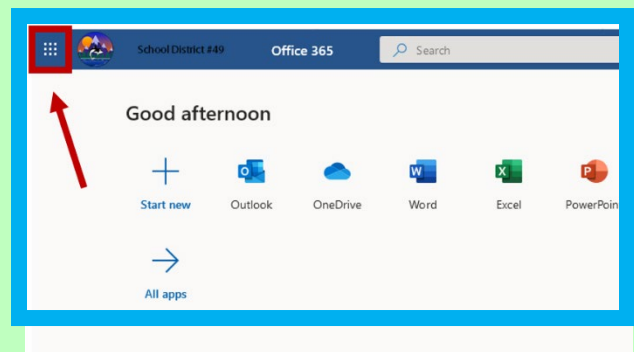 School District #49 Office 365 Search
Good afternoon
Start new Outlook OneDrive Word Excel PowerPoin
All apps